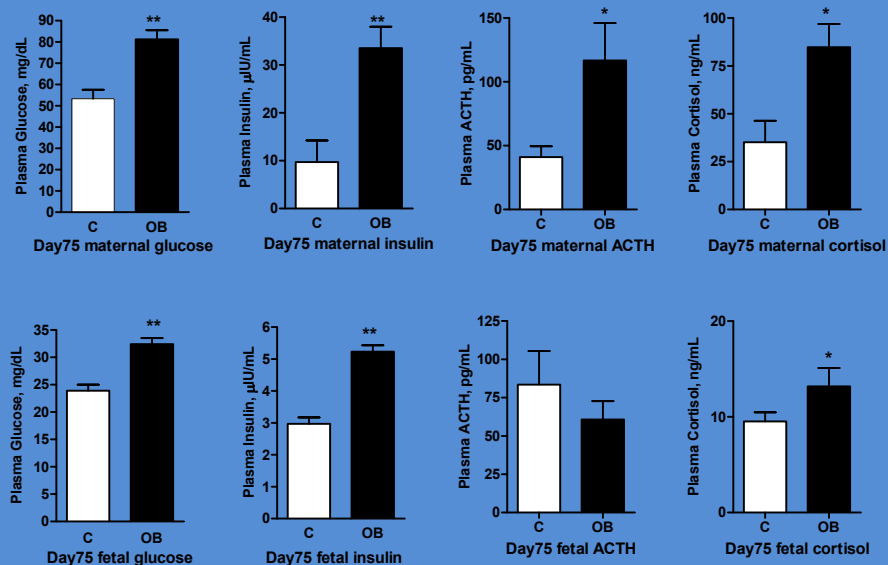 Plasma Glucose, mg/dL
90
80
70
60
50
40
30
20
10
0
**
C OB
Day75 maternal glucose
Plasma Insulin, µIU/mL
40
30
20
10
0
**
C OB
Day75 maternal insulin
Plasma ACTH, pg/mL
150
100
50
0
*
C OB
Day75 maternal ACTH
Plasma Cortisol, ng/mL
100
75
50
25
0
*
C OB
Day75 maternal cortisol
Plasma Glucose, mg/dL
35
30
25
20
15
10
5
0
**
C OB
Day75 fetal glucose
Plasma Insulin, µIU/mL
6
5
4
3
2
1
0
**
C OB
Day75 fetal insulin
Plasma ACTH, pg/mL
125
100
75
50
25
0
C OB
Day75 fetal ACTH
Plasma Cortisol, ng/mL
20
10
0
*
C OB
Day75 fetal cortisol